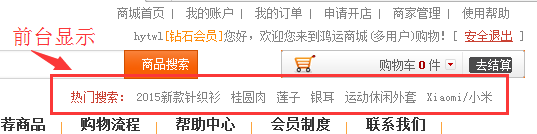 商城首页 | 我的账户 | 我的订单 | 申请开店 | 商家管理 | 使用帮助
前台显示
hytwl[钻石会员]您好，欢迎您来到鸿运商城(多用户)购物！[ 安全退出 ]
商品搜索 购物车 0 件 去结算
热门搜索： 2015新款针织衫 桂圆肉 莲子 银耳 运动休闲外套 Xiaomi/小米
荐商品 购物流程 帮助中心 会员制度 联系我们